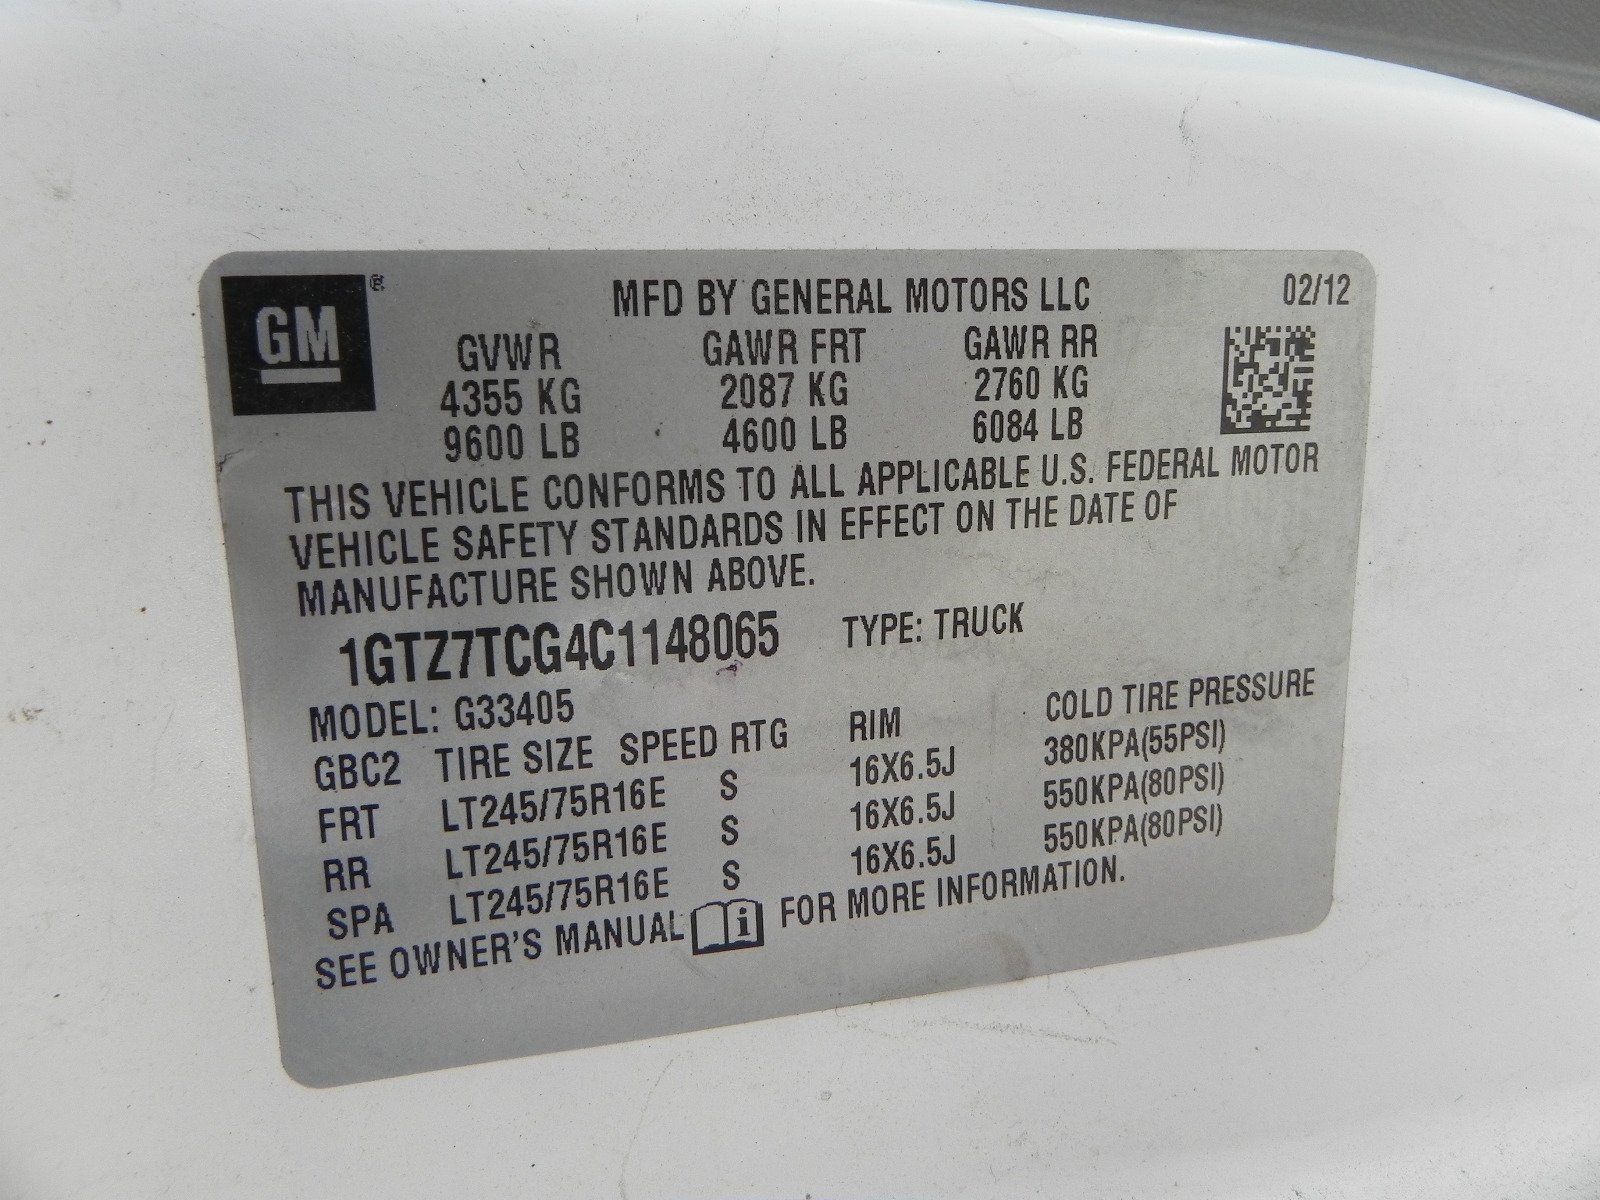 GM ®
MFD BY GENERAL MOTORS LLC 02/12
GVWR GAWR FRT GAWR RR
4355 KG 2087 KG 2760 KG
9600 LB 4600 LB 6084 LB
THIS VEHICLE CONFORMS TO ALL APPLICABLE U.S. FEDERAL MOTOR
VEHICLE SAFETY STANDARDS IN EFFECT ON THE DATE OF
MANUFACTURE SHOWN ABOVE.
1GTZ7TCG4C1148065 TYPE: TRUCK
MODEL: G33405
GBC2 TIRE SIZE SPEED RTG RIM COLD TIRE PRESSURE
FRT LT245/75R16E S 16X6.5J 380KPA(55PSI)
RR LT245/75R16E S 16X6.5J 550KPA(80PSI)
SPA LT245/75R16E S 16X6.5J 550KPA(80PSI)
SEE OWNER'S MANUAL i FOR MORE INFORMATION.